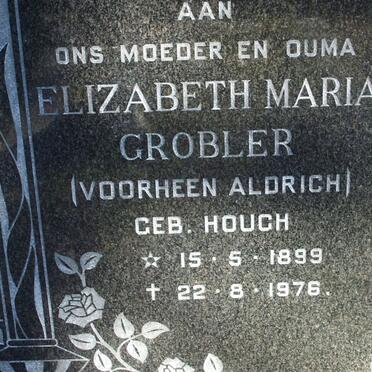 AAN
ONS MOEDER EN OUMA
ELIZABETH MARIA
GROBLER
(VOORHEEN ALDRICH)
GEB. HOUGH
☆ 15 · 5 · 1899
† 22 · 8 · 1976.